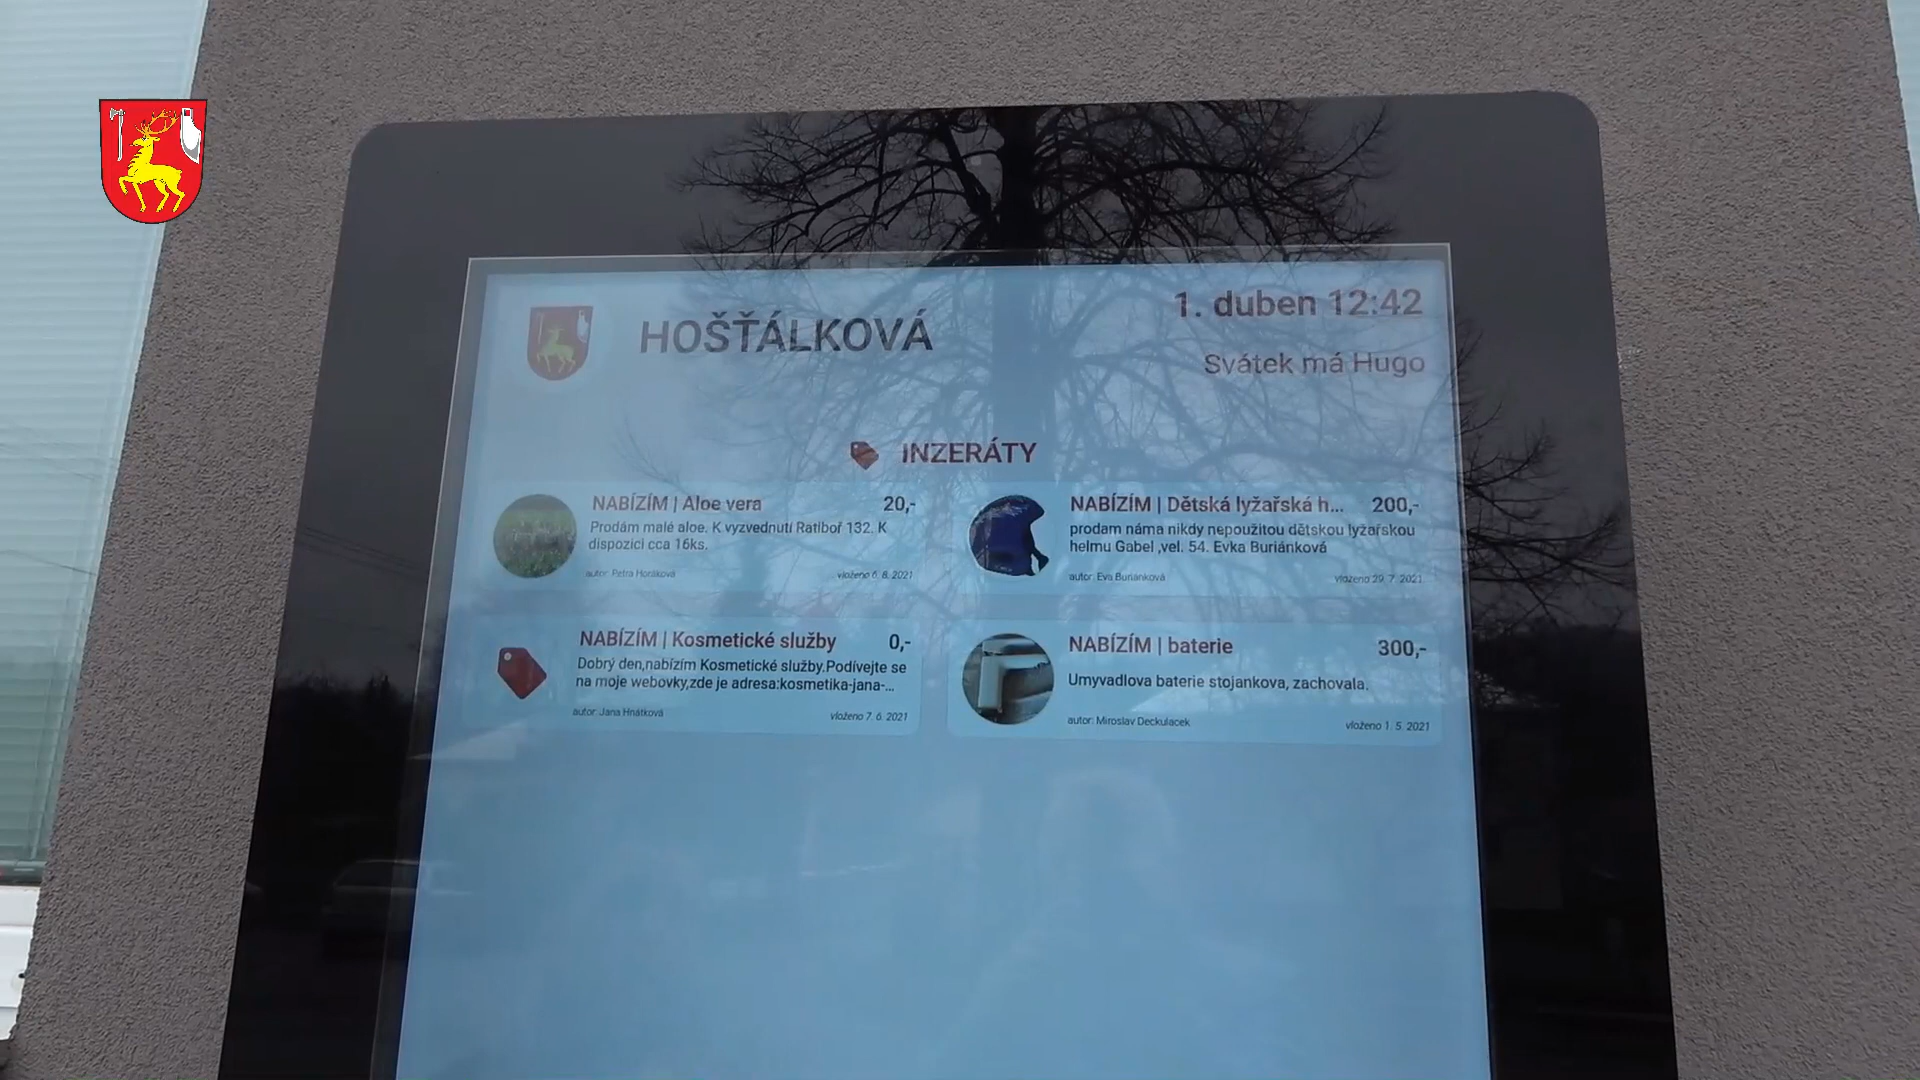 HOŠŤÁLKOVÁ
1. duben 12:42
Svátek má Hugo
INZERÁTY
NABÍZÍM | Aloe vera 20,-
Prodám malé aloe. K vyzvednutí Ratiboř 132. K
dispozici cca 16ks.
autor: Petra Horáková vloženo 6. 8. 2021
NABÍZÍM | Dětská lyžařská h... 200,-
prodam náma nikdy nepoužitou dětskou lyžařskou
helmu Gabel ,vel. 54. Evka Buriánková
autor: Eva Buriánková vloženo 29. 7. 2021
NABÍZÍM | Kosmetické služby 0,-
Dobrý den,nabízím Kosmetické služby.Podívejte se
na moje webovky,zde je adresa:kosmetika-jana-...
autor: Jana Hnátková vloženo 7. 6. 2021
NABÍZÍM | baterie 300,-
Umyvadlova baterie stojankova, zachovala.
autor: Miroslav Deckulacek vloženo 1. 5. 2021